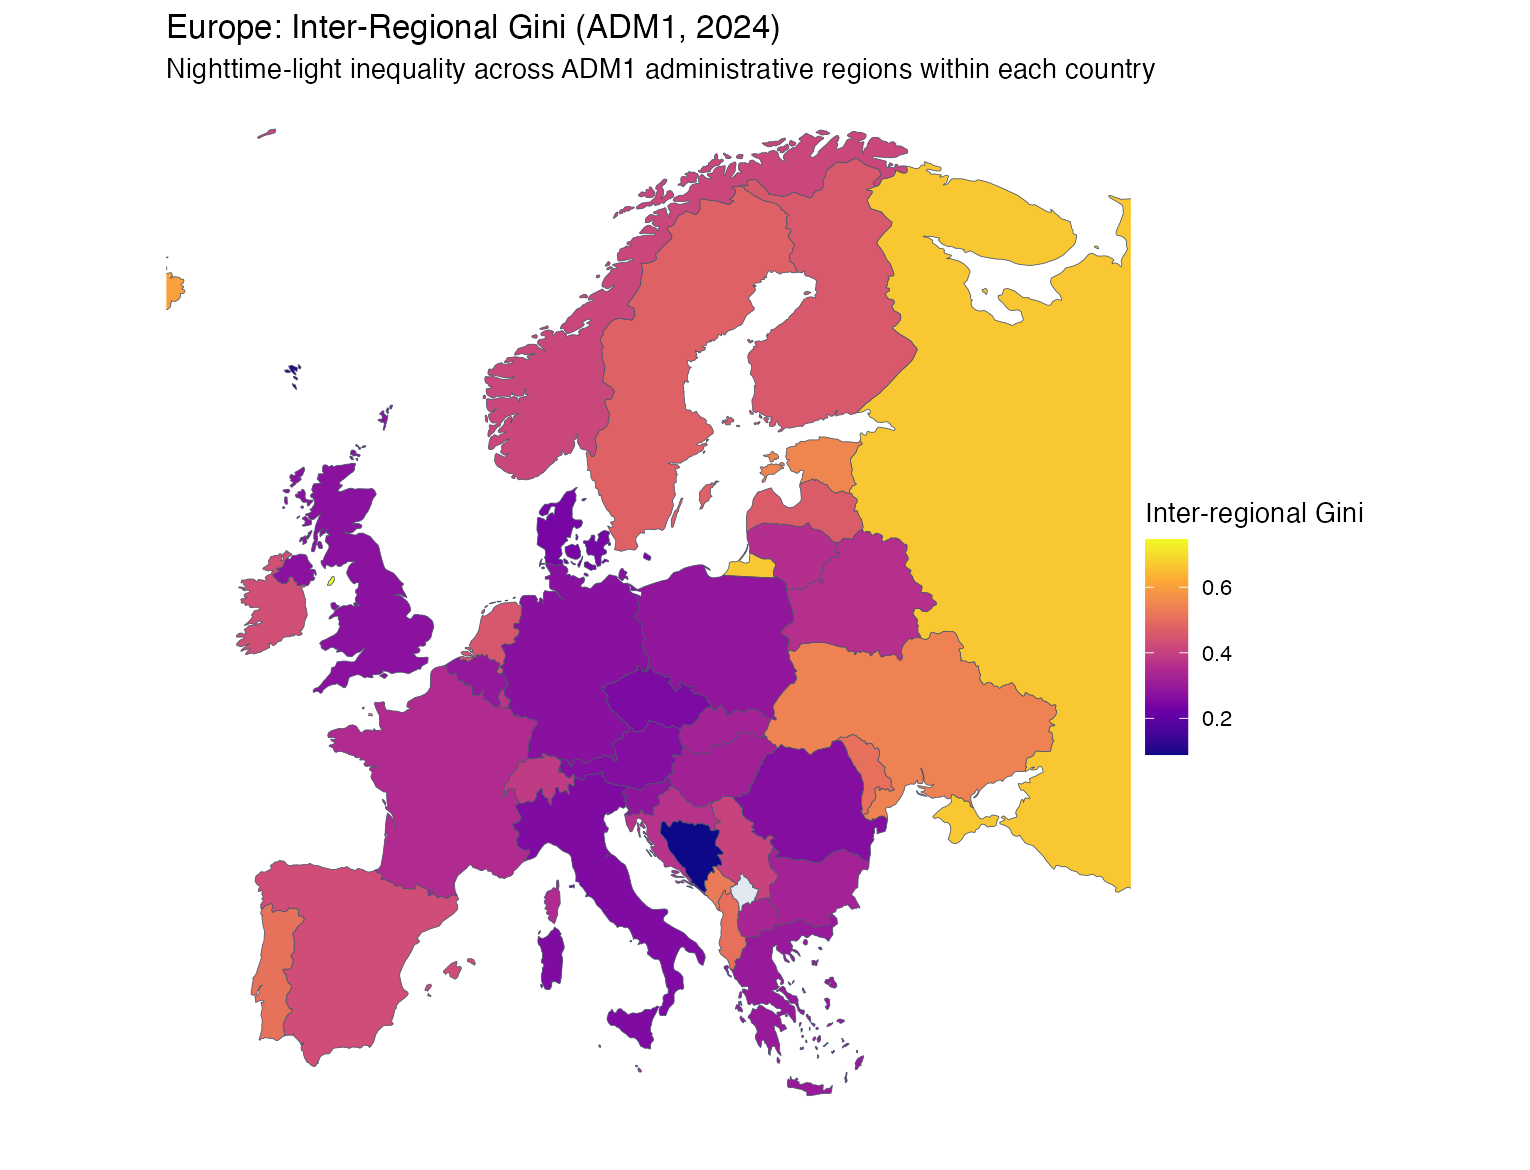 Europe: Inter-Regional Gini (ADM1, 2024)
Nighttime-light inequality across ADM1 administrative regions within each country
Inter-regional Gini
0.6
0.4
0.2